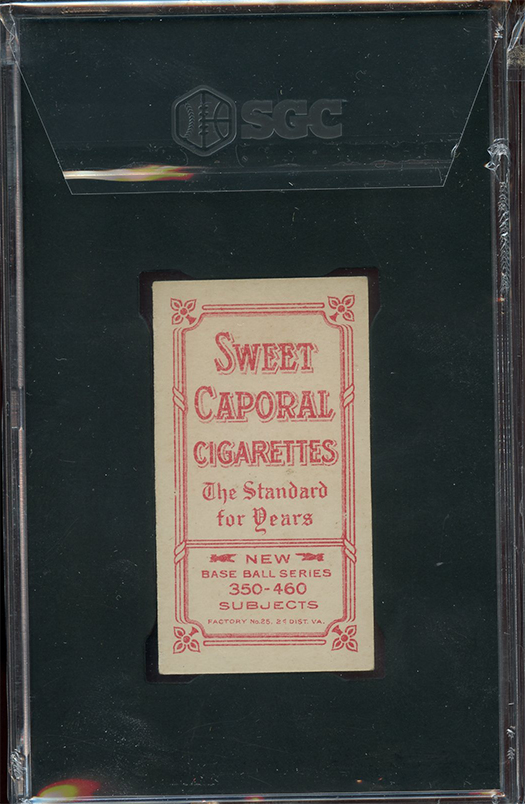 SGC
SWEET
CAPORAL
CIGARETTES
The Standard
for Years
NEW
BASE BALL SERIES
350-460
SUBJECTS
FACTORY No. 25, 2d DIST. VA.